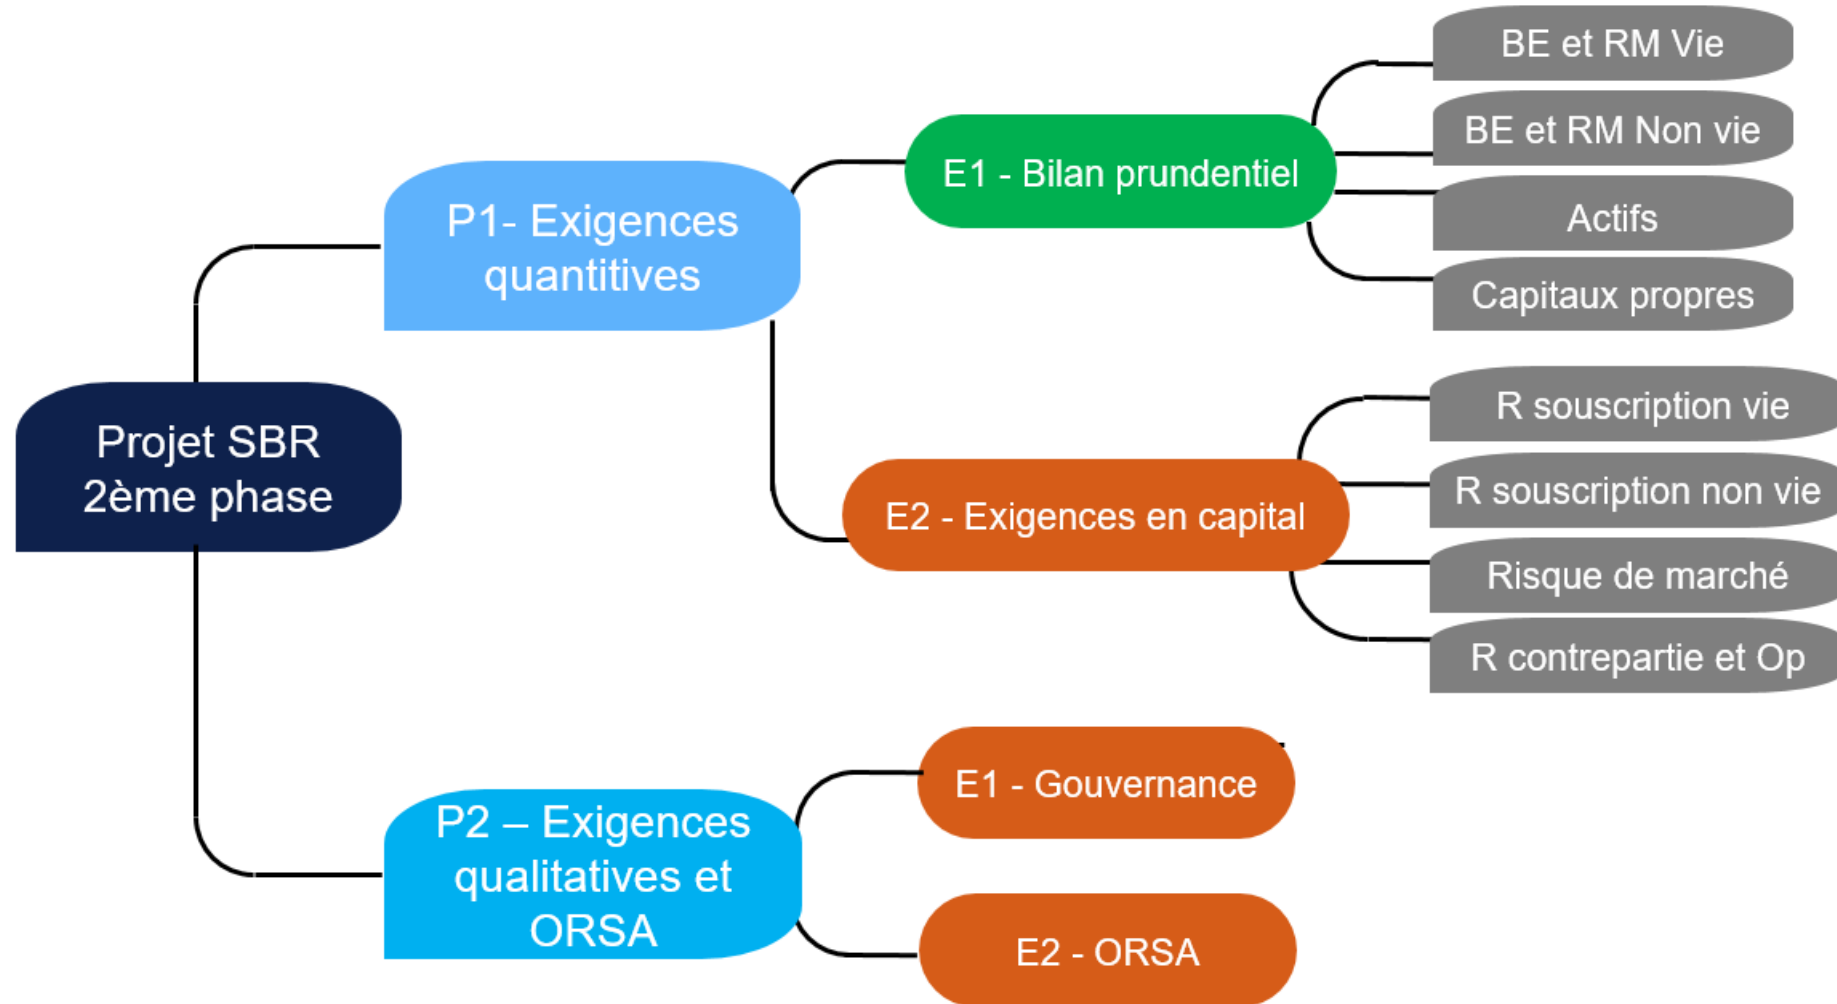 Projet SBR
2ème phase
P1- Exigences
quantitives
E1 - Bilan prundentiel
BE et RM Vie
BE et RM Non vie
Actifs
Capitaux propres
E2 - Exigences en capital
R souscription vie
R souscription non vie
Risque de marché
R contrepartie et Op
P2 – Exigences
qualitatives et
ORSA
E1 - Gouvernance
E2 - ORSA